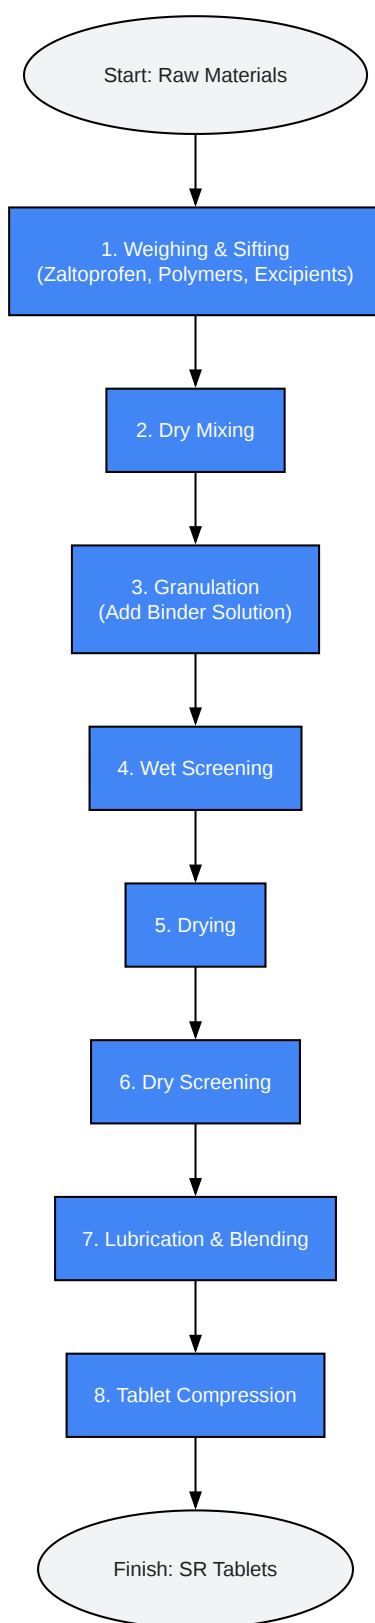 Start: Raw Materials
1. Weighing & Sifting
(Zaltoprofen, Polymers, Excipients)
2. Dry Mixing
3. Granulation
(Add Binder Solution)
4. Wet Screening
5. Drying
6. Dry Screening
7. Lubrication & Blending
8. Tablet Compression
Finish: SR Tablets